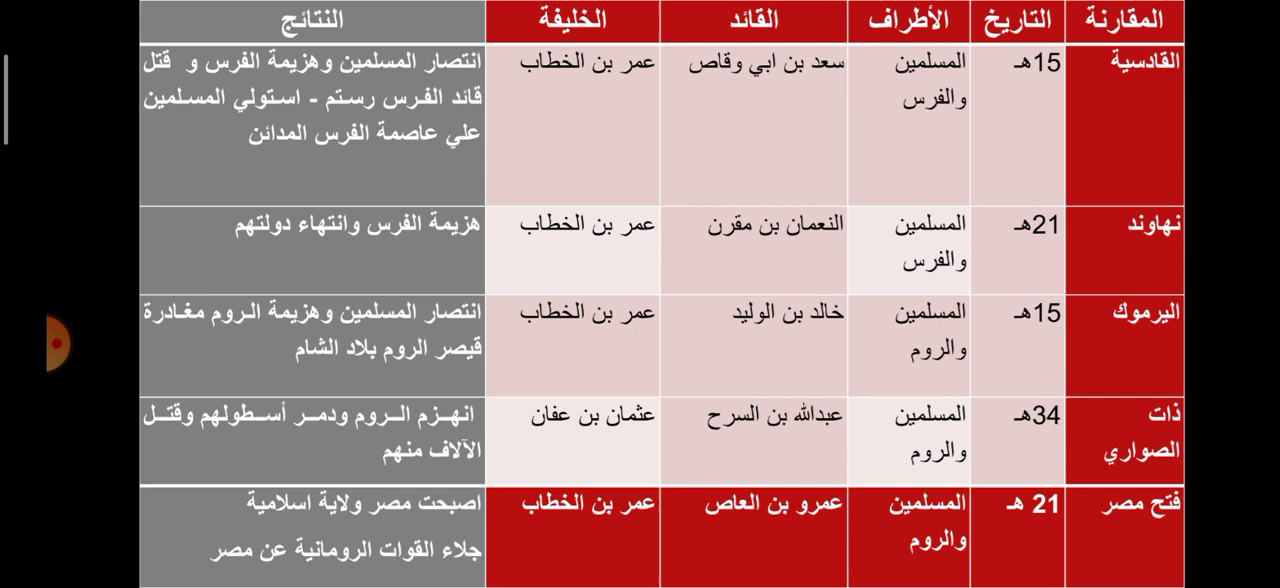 المقارنة التاريخ الأطراف القائد الخليفة النتائج
القادسية 15هـ المسلمين سعد بن ابي وقاص عمر بن الخطاب انتصار المسلمين وهزيمة الفرس و قتل
والفرس قائد الفرس رستم - استولي المسلمين
علي عاصمة الفرس المدائن
نهاوند 21هـ المسلمين النعمان بن مقرن عمر بن الخطاب هزيمة الفرس وانتهاء دولتهم
والفرس
اليرموك 15هـ المسلمين خالد بن الوليد عمر بن الخطاب انتصار المسلمين وهزيمة الروم مغادرة
والروم قيصر الروم بلاد الشام
ذات 34هـ المسلمين عبدالله بن السرح عثمان بن عفان انهزم الروم ودمر أسطولهم وقتل
الصواري والروم الآلاف منهم
فتح مصر 21 هـ المسلمين عمرو بن العاص عمر بن الخطاب اصبحت مصر ولاية اسلامية
والروم جلاء القوات الرومانية عن مصر